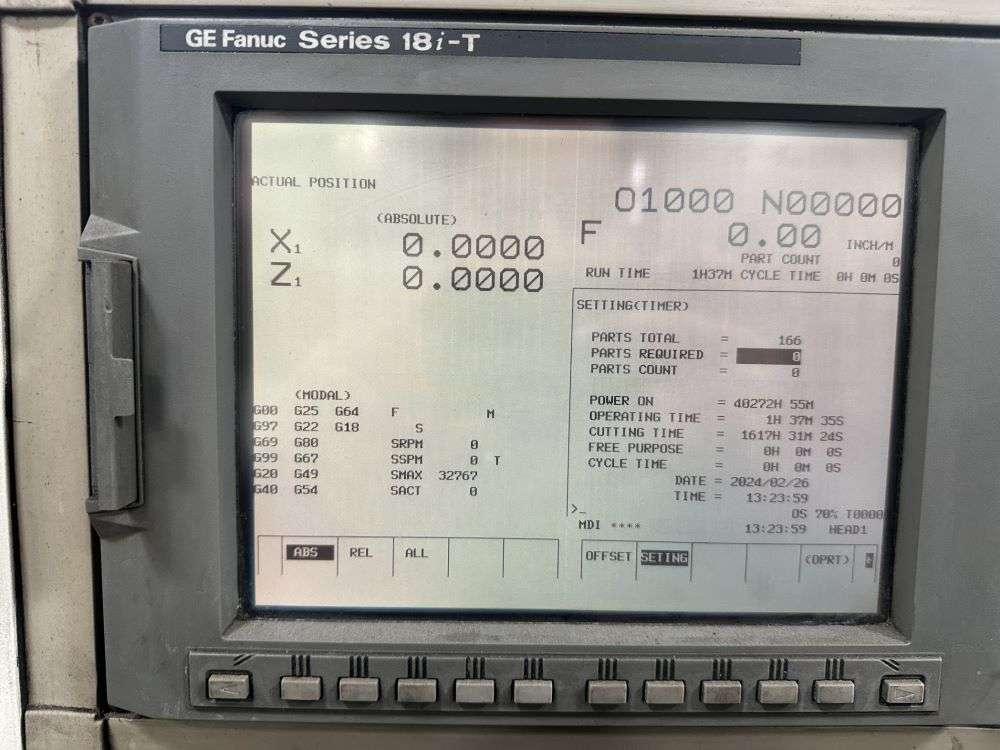 GE Fanuc Series 18i-T
ACTUAL POSITION
O1000 N00000
(ABSOLUTE)
X1 0.0000
Z1 0.0000
F 0.00 INCH/M
PART COUNT 0
RUN TIME 1H37M CYCLE TIME 0H 0M 0S
SETTING(TIMER)
PARTS TOTAL = 166
PARTS REQUIRED = 0
PARTS COUNT = 0
POWER ON = 40272H 55M
OPERATING TIME = 1H 37M 35S
CUTTING TIME = 1617H 31M 24S
FREE PURPOSE = 0H 0M 0S
CYCLE TIME = 0H 0M 0S
DATE = 2024/02/26
TIME = 13:23:59
(MODAL)
G00 G25 G64 F M
G97 G22 G18 S
G69 G80 SRPM 0
G99 G67 SSPM 0 T
G20 G49 SMAX 32767
G40 G54 SACT 0
>_
OS 70% T0000
MDI **** 13:23:59 HEAD1
ABS REL ALL
OFFSET SETING (OPRT)